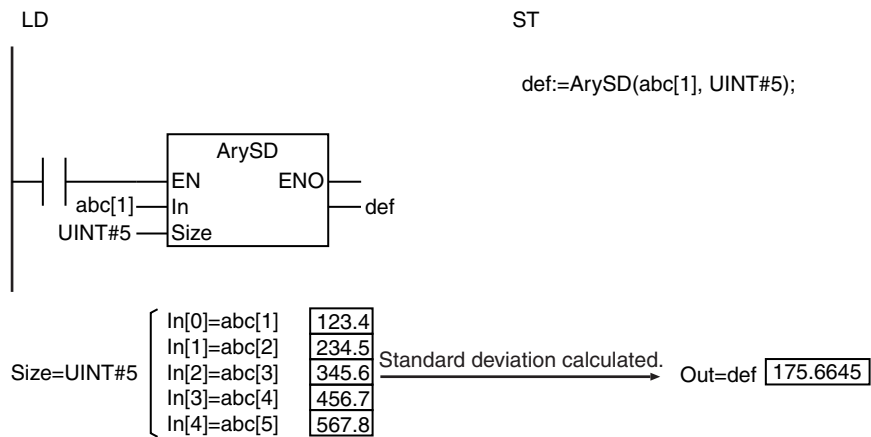 LD
ST
def:=ArySD(abc[1], UINT#5);
ArySD
EN ENO
abc[1] In def
UINT#5 Size
In[0]=abc[1] 123.4
In[1]=abc[2] 234.5
Size=UINT#5 In[2]=abc[3] 345.6 Standard deviation calculated. Out=def 175.6645
In[3]=abc[4] 456.7
In[4]=abc[5] 567.8